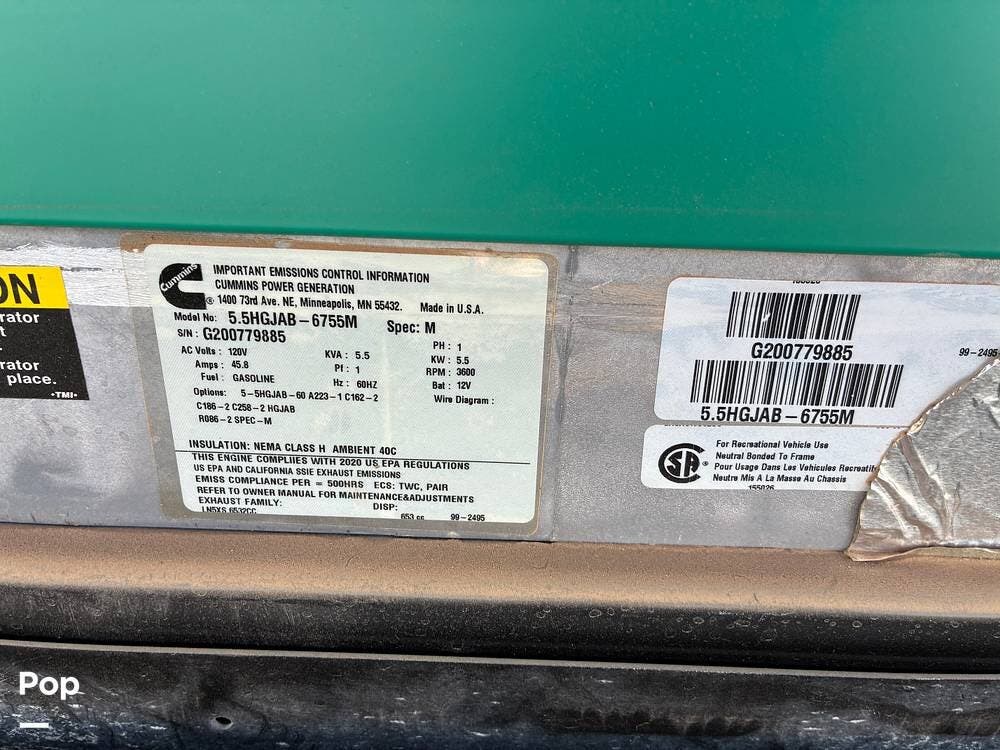 ON
rator
t
rator
place.
•TMI•
Cummins
®
IMPORTANT EMISSIONS CONTROL INFORMATION
CUMMINS POWER GENERATION
1400 73rd Ave. NE, Minneapolis, MN 55432. Made in U.S.A.
Model No: 5.5HGJAB-6755M Spec: M
S/N : G200779885
AC Volts : 120V KVA : 5.5 PH : 1
Amps : 45.8 Pf : 1 KW : 5.5
Fuel : GASOLINE Hz : 60HZ RPM : 3600
Bat : 12V
Options: 5-5HGJAB-60 A223-1 C162-2 Wire Diagram :
C186-2 C258-2 HGJAB
R086-2 SPEC-M
INSULATION: NEMA CLASS H AMBIENT 40C
THIS ENGINE COMPLIES WITH 2020 US EPA REGULATIONS
US EPA AND CALIFORNIA SSIE EXHAUST EMISSIONS
EMISS COMPLIANCE PER = 500HRS ECS: TWC, PAIR
REFER TO OWNER MANUAL FOR MAINTENANCE&ADJUSTMENTS
EXHAUST FAMILY: DISP:
LN5XS.6532CC 653 cc 99-2495
G200779885
99-2495
5.5HGJAB-6755M
SA®
For Recreational Vehicle Use
Neutral Bonded To Frame
Pour Usage Dans Les Vehicules Recreatif
Neutre Mis A La Masse Au Chassis
155026
Pop